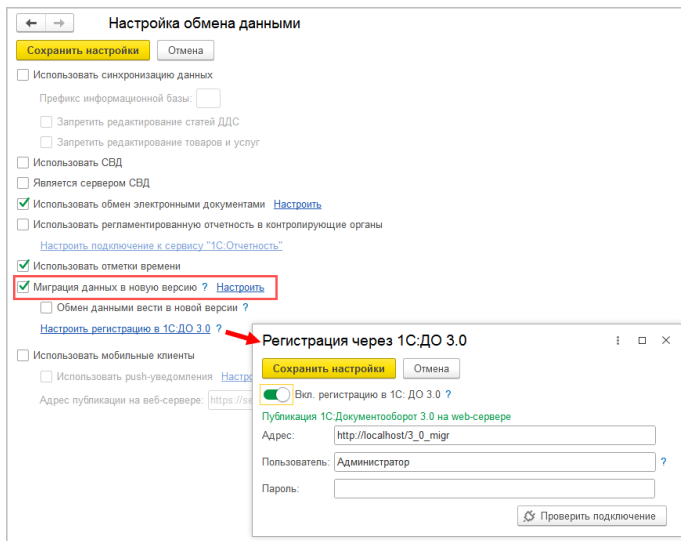 Настройка обмена данными
Сохранить настройки Отмена
Использовать синхронизацию данных
Префикс информационной базы:
Запретить редактирование статей ДДС
Запретить редактирование товаров и услуг
Использовать СВД
Является сервером СВД
Использовать обмен электронными документами Настроить
Использовать регламентированную отчетность в контролирующие органы
Настроить подключение к сервису "1С:Отчетность"
Использовать отметки времени
Миграция данных в новую версию ? Настроить
Обмен данными вести в новой версии ?
Настроить регистрацию в 1С:ДО 3.0 ?
Использовать мобильные клиенты
Использовать push-уведомления
Адрес публикации на веб-сервере: https://
Регистрация через 1С:ДО 3.0
Сохранить настройки Отмена
Вкл. регистрацию в 1С: ДО 3.0 ?
Публикация 1С:Документооборот 3.0 на web-сервере
Адрес: http://localhost/3_0_migr
Пользователь: Администратор ?
Пароль:
Проверить подключение